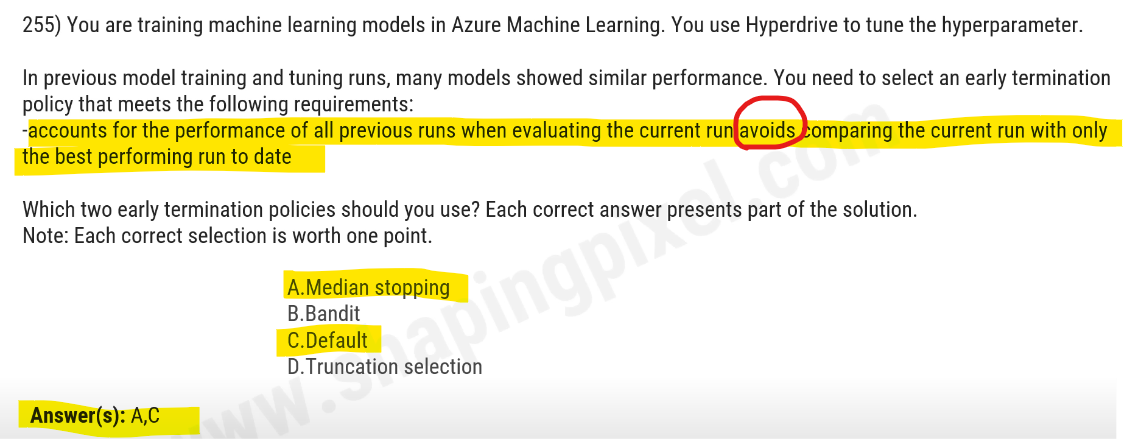 255) You are training machine learning models in Azure Machine Learning. You use Hyperdrive to tune the hyperparameter.
In previous model training and tuning runs, many models showed similar performance. You need to select an early termination
policy that meets the following requirements:
-accounts for the performance of all previous runs when evaluating the current run avoids comparing the current run with only
the best performing run to date
Which two early termination policies should you use? Each correct answer presents part of the solution.
Note: Each correct selection is worth one point.
A.Median stopping
B.Bandit
C.Default
D.Truncation selection
Answer(s): A,C
www.shapingpixel.com